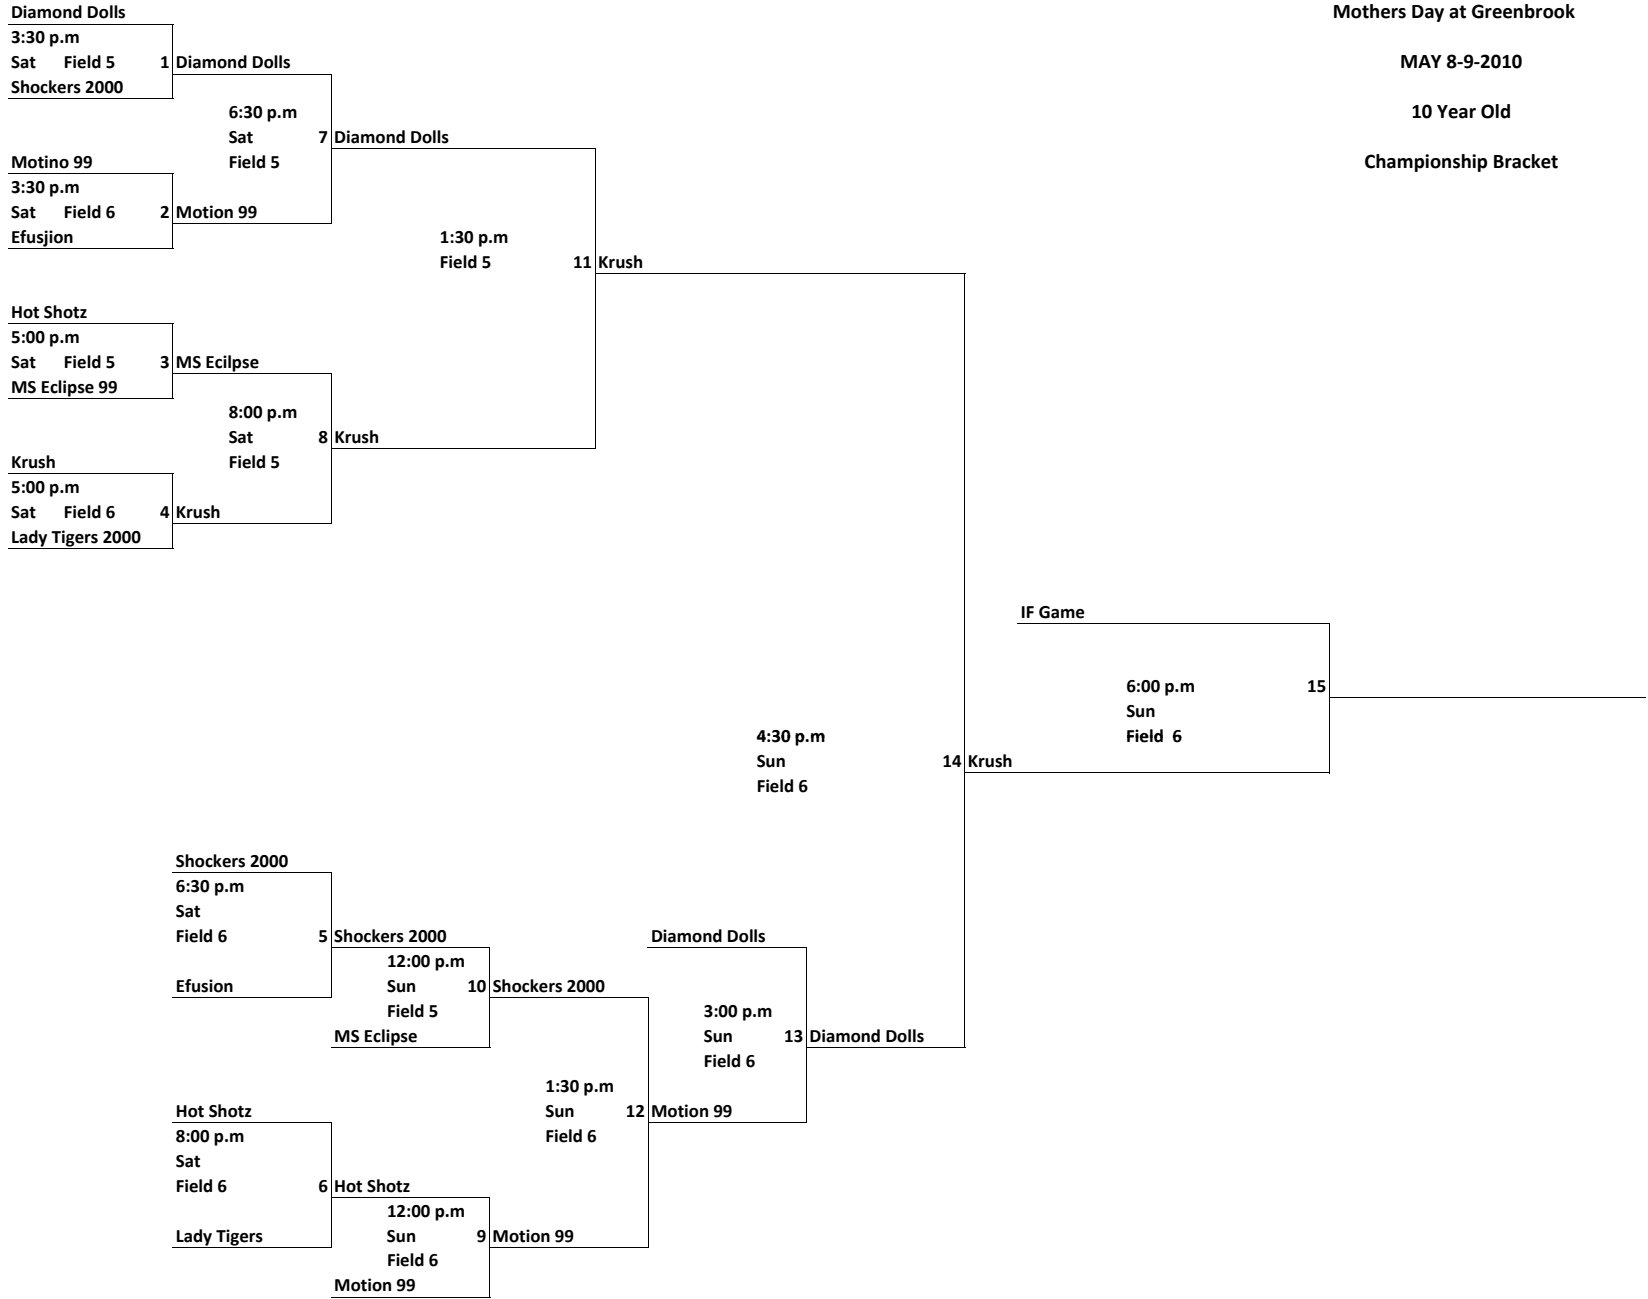 Diamond Dolls
Mothers Day at Greenbrook
3:30 p.m
Sat Field 5 1 Diamond Dolls
MAY 8-9-2010
Shockers 2000
6:30 p.m
10 Year Old
Sat 7 Diamond Dolls
Motino 99
Field 5
Championship Bracket
3:30 p.m
Sat Field 6 2 Motion 99
Efusjion
1:30 p.m
Field 5 11 Krush
Hot Shotz
5:00 p.m
Sat Field 5 3 MS Ecilpse
MS Eclipse 99
8:00 p.m
Sat 8 Krush
Krush
Field 5
5:00 p.m
Sat Field 6 4 Krush
Lady Tigers 2000
IF Game
6:00 p.m 15
Sun
4:30 p.m
Field 6
Sun 14 Krush
Field 6
Shockers 2000
6:30 p.m
Sat
Field 6 5 Shockers 2000
Diamond Dolls
12:00 p.m
Efusion
Sun 10 Shockers 2000
Field 5
3:00 p.m
MS Eclipse
Sun 13 Diamond Dolls
Field 6
1:30 p.m
Hot Shotz
Sun 12 Motion 99
8:00 p.m
Field 6
Sat
Field 6 6 Hot Shotz
12:00 p.m
Lady Tigers
Sun 9 Motion 99
Field 6
Motion 99